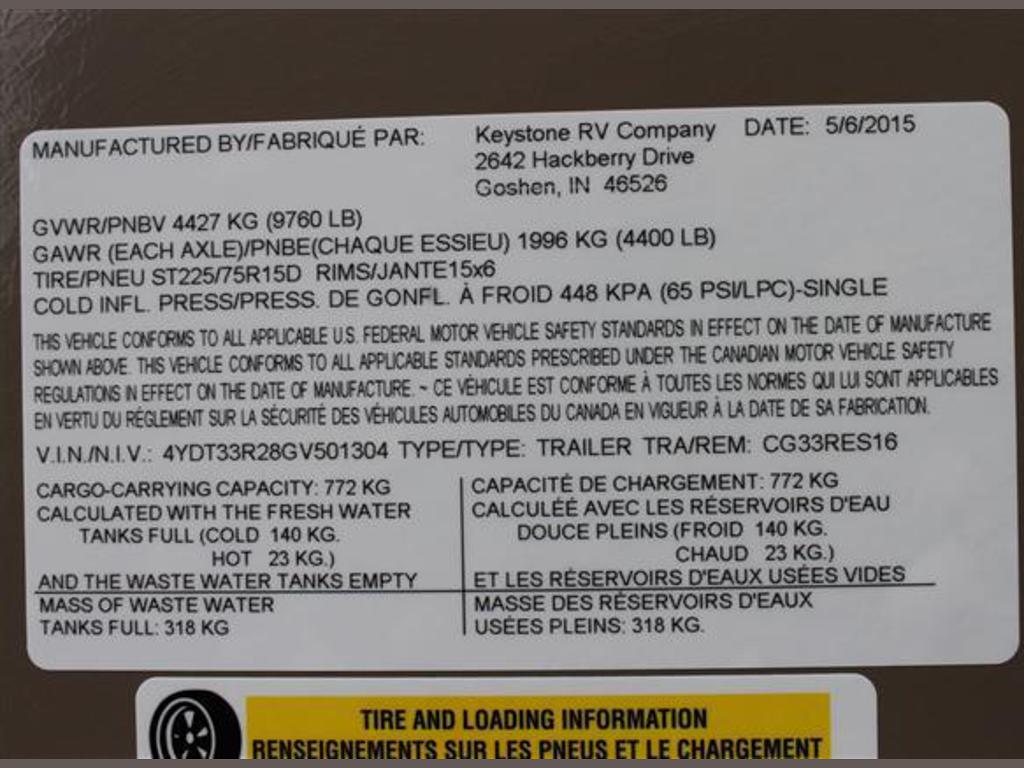 MANUFACTURED BY/FABRIQUÉ PAR: Keystone RV Company DATE: 5/6/2015
2642 Hackberry Drive
Goshen, IN 46526
GVWR/PNBV 4427 KG (9760 LB)
GAWR (EACH AXLE)/PNBE(CHAQUE ESSIEU) 1996 KG (4400 LB)
TIRE/PNEU ST225/75R15D RIMS/JANTE15x6
COLD INFL. PRESS/PRESS. DE GONFL. À FROID 448 KPA (65 PSI/LPC)-SINGLE
THIS VEHICLE CONFORMS TO ALL APPLICABLE U.S. FEDERAL MOTOR VEHICLE SAFETY STANDARDS IN EFFECT ON THE DATE OF MANUFACTURE
SHOWN ABOVE. THIS VEHICLE CONFORMS TO ALL APPLICABLE STANDARDS PRESCRIBED UNDER THE CANADIAN MOTOR VEHICLE SAFETY
REGULATIONS IN EFFECT ON THE DATE OF MANUFACTURE. ~ CE VÉHICULE EST CONFORME À TOUTES LES NORMES QUI LUI SONT APPLICABLES
EN VERTU DU RÉGLEMENT SUR LA SÉCURITÉ DES VÉHICULES AUTOMOBILES DU CANADA EN VIGUEUR À LA DATE DE SA FABRICATION.
V.I.N./N.I.V.: 4YDT33R28GV501304 TYPE/TYPE: TRAILER TRA/REM: CG33RES16
CARGO-CARRYING CAPACITY: 772 KG
CALCULATED WITH THE FRESH WATER
TANKS FULL (COLD 140 KG.
HOT 23 KG.)
AND THE WASTE WATER TANKS EMPTY
MASS OF WASTE WATER
TANKS FULL: 318 KG
CAPACITÉ DE CHARGEMENT: 772 KG
CALCULÉÉ AVEC LES RÉSERVOIRS D'EAU
DOUCE PLEINS (FROID 140 KG.
CHAUD 23 KG.)
ET LES RÉSERVOIRS D'EAUX USÉES VIDES
MASSE DES RÉSERVOIRS D'EAUX
USÉES PLEINS: 318 KG.
TIRE AND LOADING INFORMATION
RENSEIGNEMENTS SUR LES PNEUS ET LE CHARGEMENT